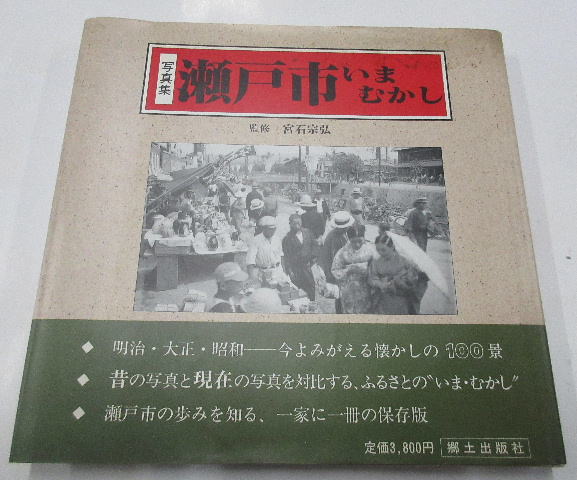 写真集
瀬戸市いまむかし
監修 宮石宗弘
◆ 明治・大正・昭和──今よみがえる懐かしの100景
◆ 昔の写真と現在の写真を対比する、ふるさとの〝いま・むかし〟
◆ 瀬戸市の歩みを知る、一家に一冊の保存版
定価3,800円 郷土出版社